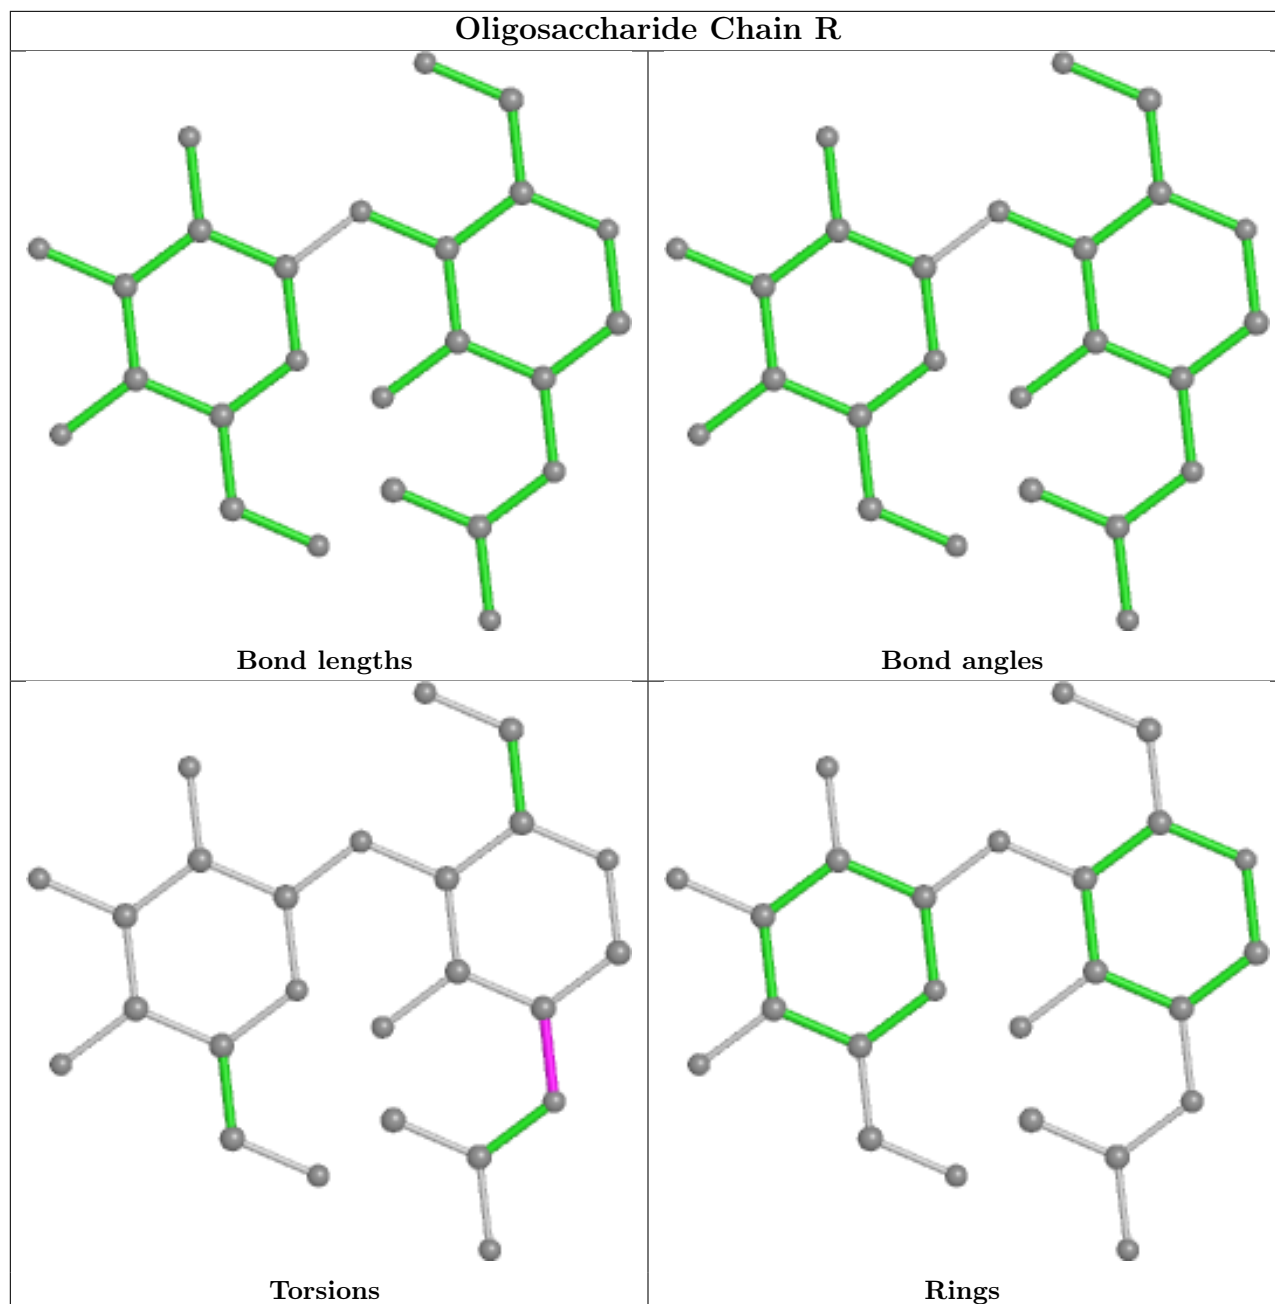 Oligosaccharide Chain R
Bond lengths
Bond angles
Torsions
Rings